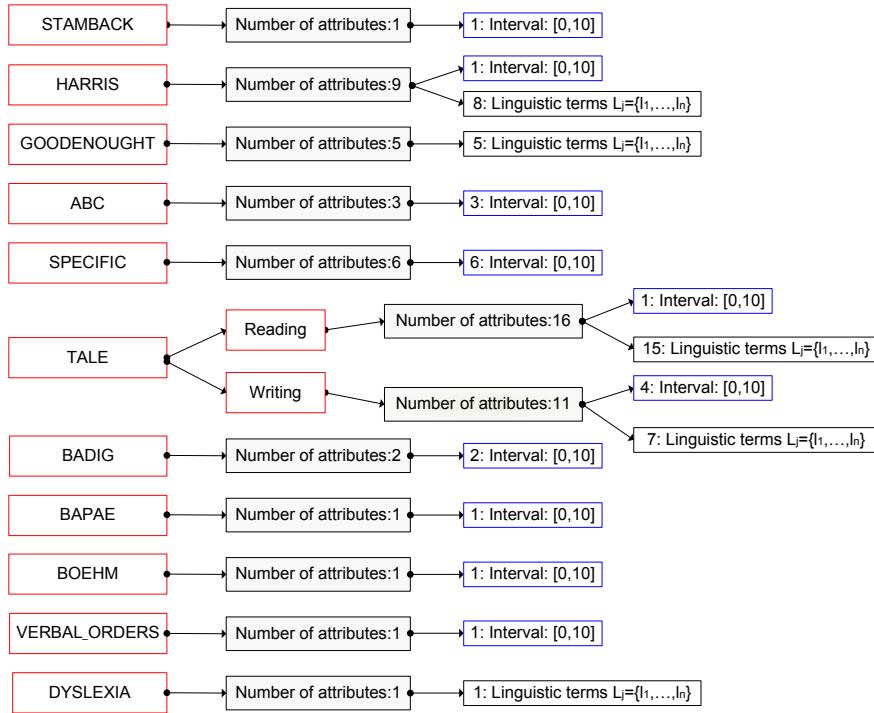 STAMBACK Number of attributes:1 1: Interval: [0,10]
HARRIS Number of attributes:9 1: Interval: [0,10]
8: Linguistic terms Lⱼ={l₁,…,lₙ}
GOODENOUGHT Number of attributes:5 5: Linguistic terms Lⱼ={l₁,…,lₙ}
ABC Number of attributes:3 3: Interval: [0,10]
SPECIFIC Number of attributes:6 6: Interval: [0,10]
TALE
Reading Number of attributes:16 1: Interval: [0,10]
15: Linguistic terms Lⱼ={l₁,…,lₙ}
Writing Number of attributes:11 4: Interval: [0,10]
7: Linguistic terms Lⱼ={l₁,…,lₙ}
BADIG Number of attributes:2 2: Interval: [0,10]
BAPAE Number of attributes:1 1: Interval: [0,10]
BOEHM Number of attributes:1 1: Interval: [0,10]
VERBAL_ORDERS Number of attributes:1 1: Interval: [0,10]
DYSLEXIA Number of attributes:1 1: Linguistic terms Lⱼ={l₁,…,lₙ}